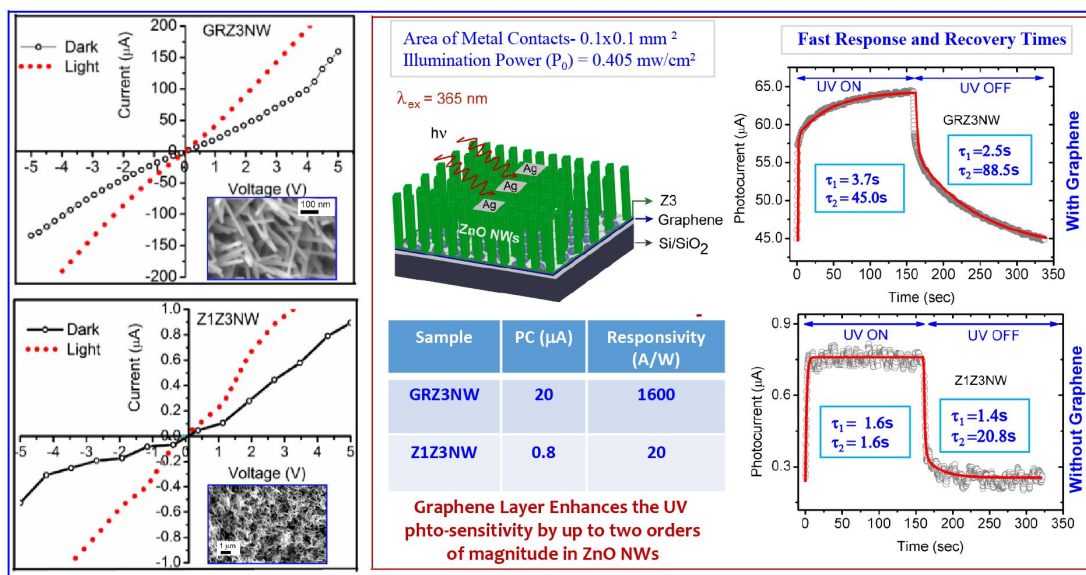 GRZ3NW
Dark
Light
Current (μA)
200
150
100
50
-5 -4 -3 -2 -1 0 1 2 3 4 5
Voltage (V)
-50
-100
-150
-200
100 nm
Z1Z3NW
Dark
Light
Current (μA)
1.0
0.8
0.6
0.4
0.2
0.0
-5 -4 -3 -2 -1 0 1 2 3 4 5
Voltage (V)
-0.2
-0.4
-0.6
-0.8
-1.0
1 μm
Area of Metal Contacts- 0.1x0.1 mm ²
Illumination Power (P₀) = 0.405 mw/cm²
λex = 365 nm
hν
Ag
Ag
Ag
ZnO NWs
Z3
Graphene
Si/SiO₂
Sample PC (μA) Responsivity
(A/W)
GRZ3NW 20 1600
Z1Z3NW 0.8 20
Graphene Layer Enhances the UV
phto-sensitivity by up to two orders
of magnitude in ZnO NWs
Fast Response and Recovery Times
UV ON UV OFF
GRZ3NW
τ₁ = 3.7s
τ₂ = 45.0s
τ₁=2.5s
τ₂=88.5s
Photocurrent (μA)
65.0
60.0
55.0
50.0
45.0
0 50 100 150 200 250 300 350
Time (sec)
With Graphene
UV ON UV OFF
Z1Z3NW
τ₁ = 1.6s
τ₂ = 1.6s
τ₁=1.4s
τ₂=20.8s
Photocurrent (μA)
0.9
0.6
0.3
0 50 100 150 200 250 300 350
Time (sec)
Without Graphene